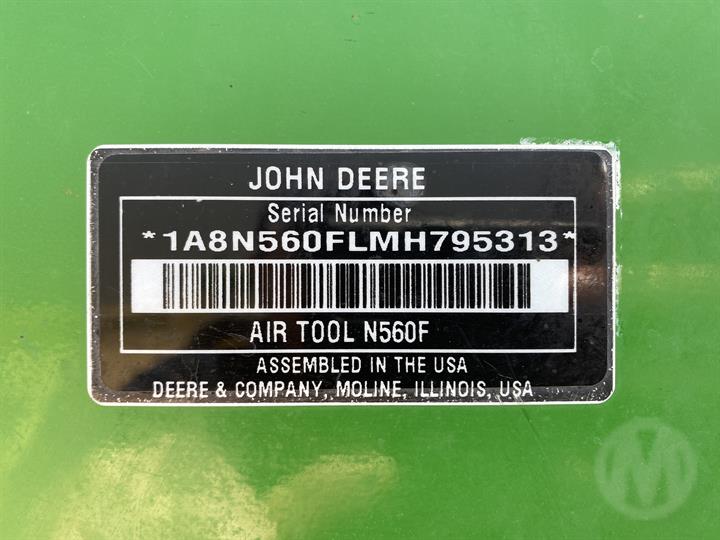 JOHN DEERE
Serial Number
*1A8N560FLMH795313*
AIR TOOL N560F
ASSEMBLED IN THE USA
DEERE & COMPANY, MOLINE, ILLINOIS, USA
M